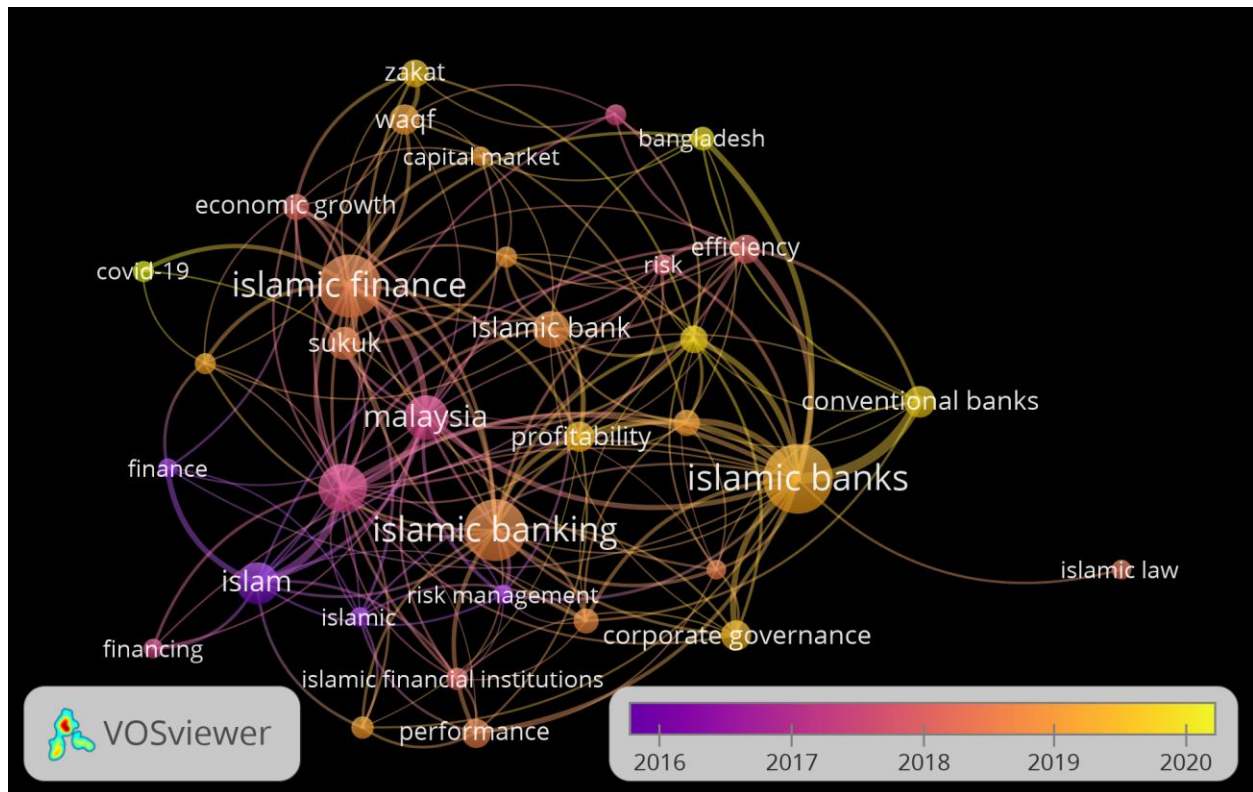 zakat
waqf
bangladesh
capital market
economic growth
efficiency
risk
covid-19
islamic finance
islamic bank
sukuk
conventional banks
malaysia
profitability
finance
islamic banks
islamic banking
islamic law
islam
risk management
islamic
corporate governance
financing
islamic financial institutions
performance
VOSviewer
2016 2017 2018 2019 2020